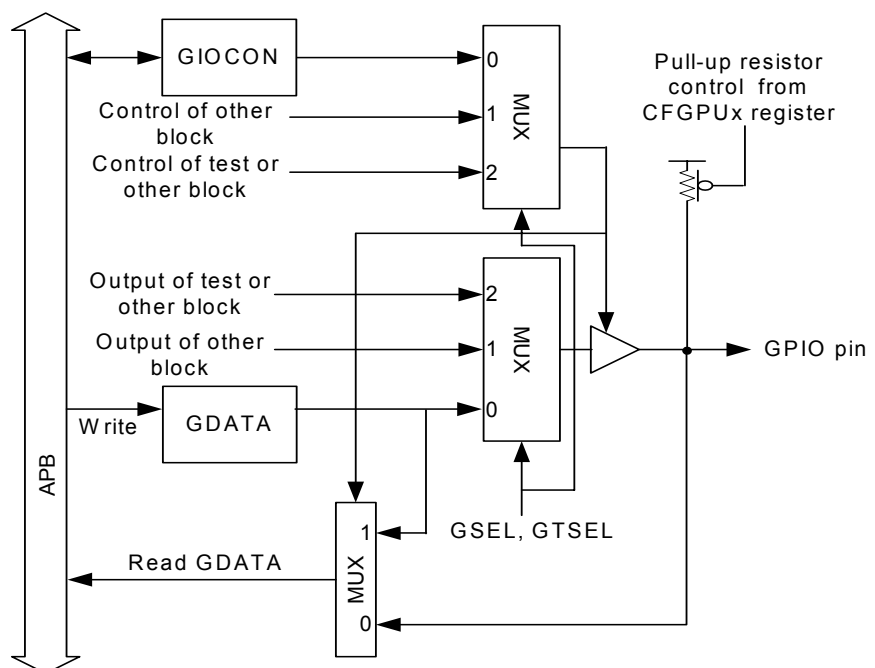 GIOCON
0
MUX
1
2
Control of other
block
Control of test or
other block
Pull-up resistor
control from
CFGPUx register
Output of test or
other block
2
Output of other
block
1
MUX
0
GPIO pin
Write
GDATA
APB
GSEL, GTSEL
1
MUX
0
Read GDATA